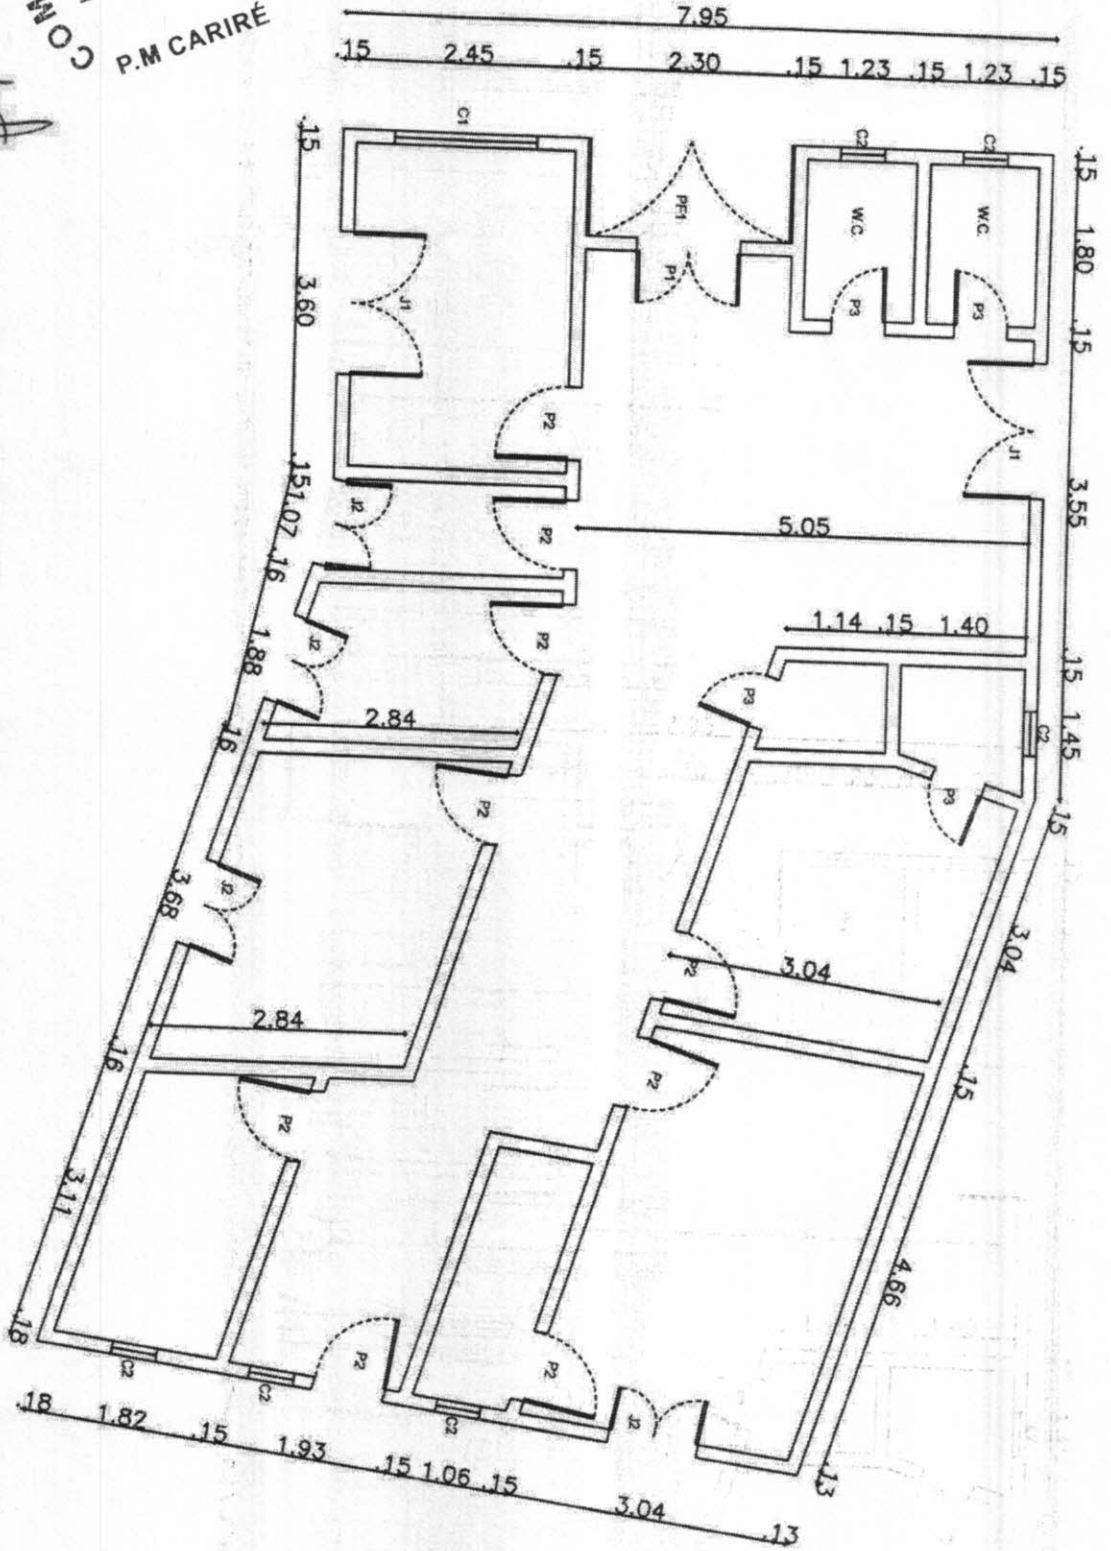 COM
P.M CARIRÉ
7.95
.15 2.45 .15 2.30 .15 1.23 .15 1.23 .15
C1
C2
C2
.15
.15
PF1
W.C.
W.C.
1.80
P1
3.60
J1
P3
P3
.15
P2
J1
.15
J2
P2
5.05
3.55
1.07
.16
J2
P2
1.14 .15 1.40
1.88
P3
.15
2.84
C2
1.45
.16
P2
P3
.15
J2
3.68
P2
3.04
3.04
2.84
.16
P2
.15
P2
3.11
4.66
.18
C2
P2
P2
C2
C2
J2
.18 1.82 .15 1.93 .15 1.06 .15 3.04 .13
.13